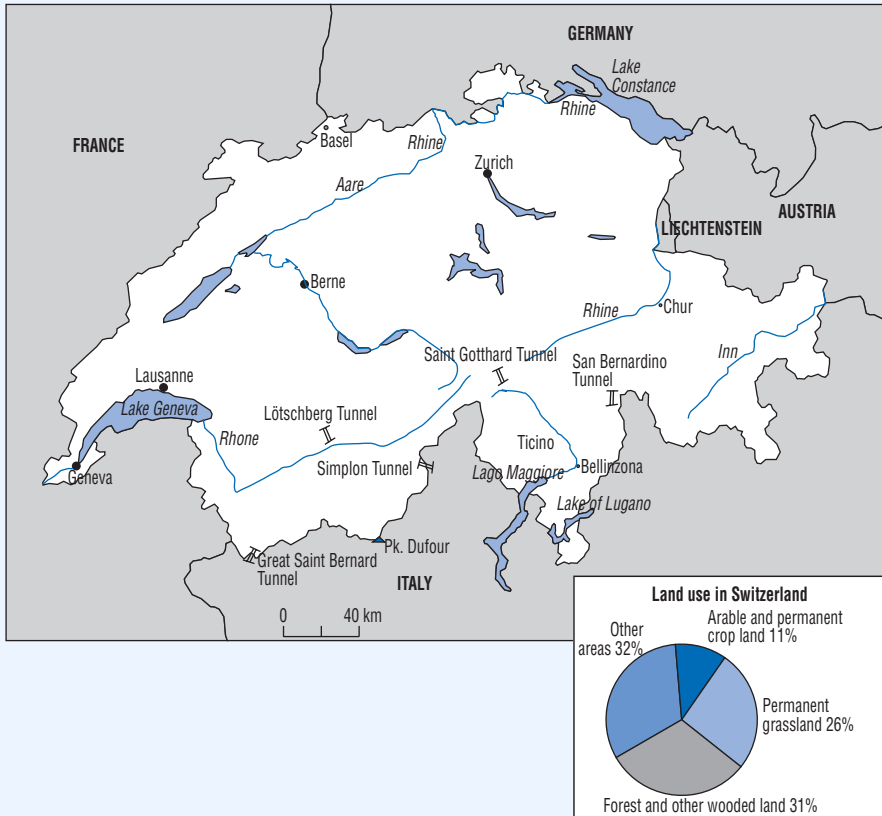 GERMANY
Lake
Constance
FRANCE
Basel
Rhine
Rhine
Zurich
Aare
AUSTRIA
LIECHTENSTEIN
Berne
Rhine
Chur
Inn
Saint Gotthard Tunnel
San Bernardino
Tunnel
Lausanne
Lake Geneva
Lötschberg Tunnel
Rhone
Ticino
Simplon Tunnel
Lago Maggiore
Bellinzona
Geneva
Lake of Lugano
Pk. Dufour
Great Saint Bernard
Tunnel
ITALY
0 40 km
Land use in Switzerland
Other
areas 32%
Arable and permanent
crop land 11%
Permanent
grassland 26%
Forest and other wooded land 31%